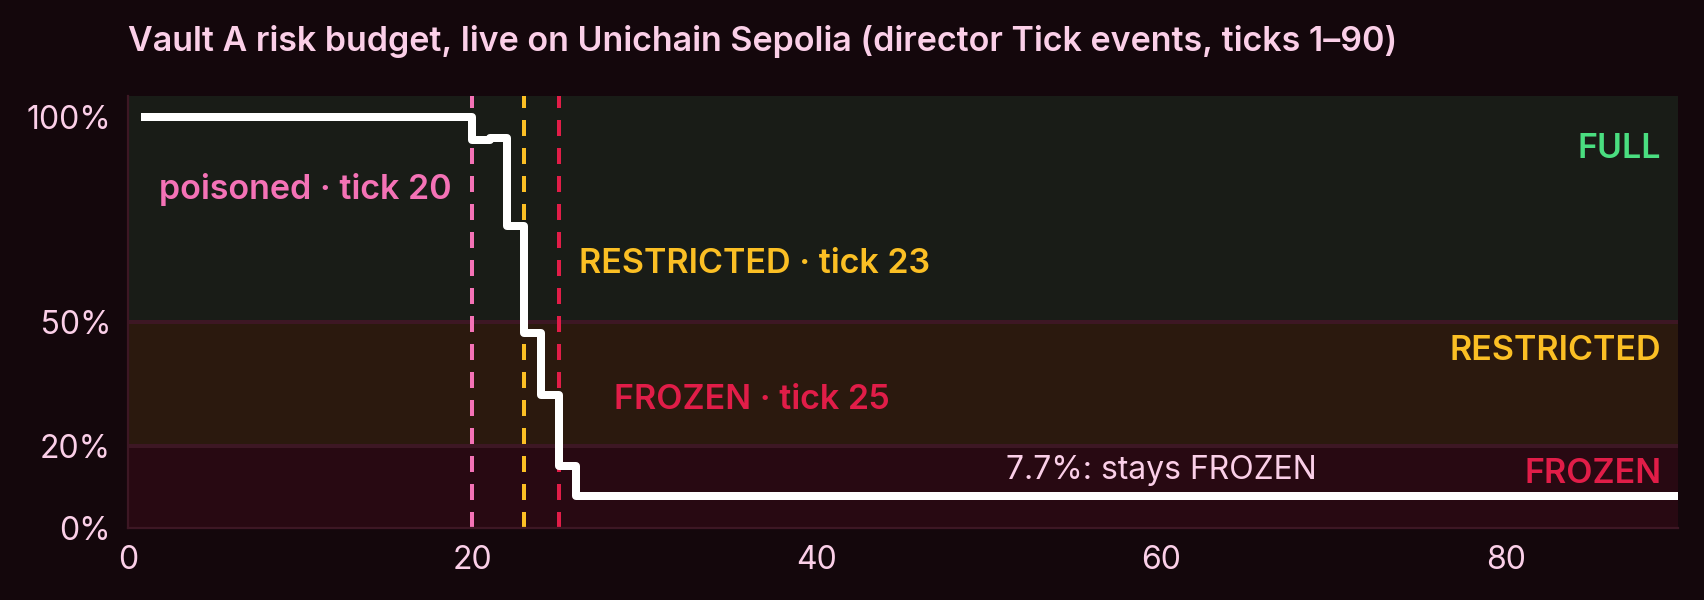 Vault A risk budget, live on Unichain Sepolia (director Tick events, ticks 1–90)
100%
FULL
poisoned · tick 20
RESTRICTED · tick 23
50%
RESTRICTED
FROZEN · tick 25
20%
7.7%: stays FROZEN
FROZEN
0%
0 20 40 60 80